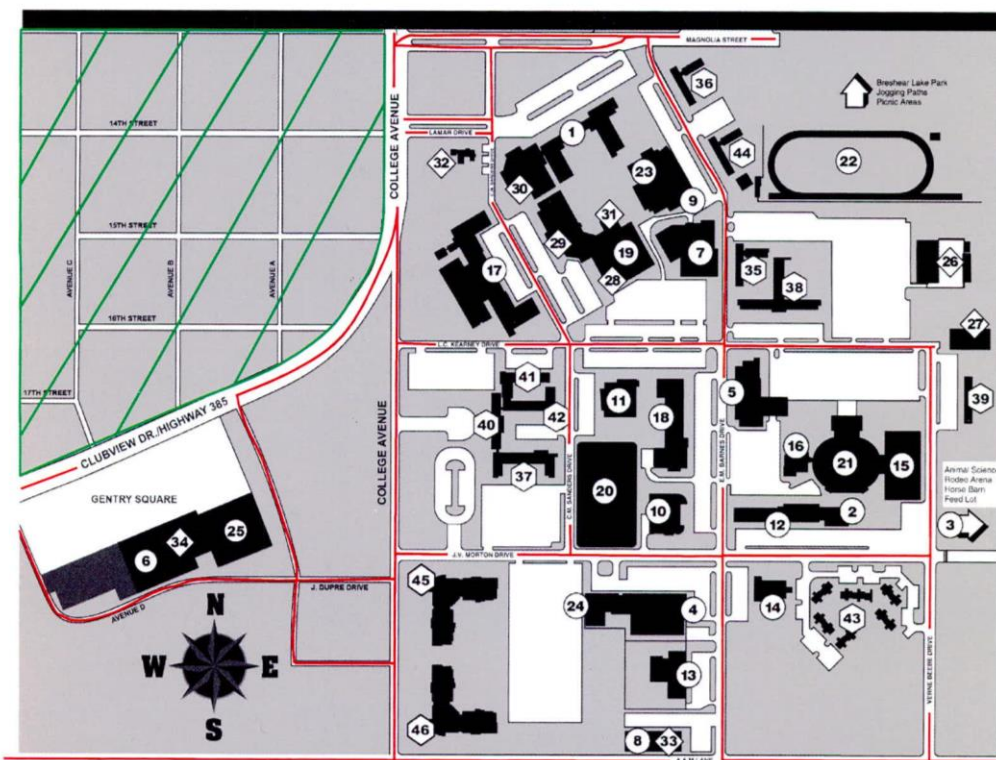 MAGNOLIA STREET
36
Breshear Lake Park
Jogging Paths
Picnic Areas
14TH STREET
COLLEGE AVENUE
LAMAR DRIVE
1
44
22
32
30
23
9
31
15TH STREET
29
19
7
17
28
35
38
26
AVENUE C
AVENUE B
AVENUE A
16TH STREET
27
L.C. KEARNEY DRIVE
17TH STREET
41
5
39
11
18
40
42
CLUBVIEW DR./HIGHWAY 385
COLLEGE AVENUE
37
C.M. SANDERS DRIVE
E.M. BARNES DRIVE
16
21
15
Animal Scienc
Rodeo Arena
Horse Barn
Feed Lot
GENTRY SQUARE
20
10
12
2
3
25
34
6
J.V. MORTON DRIVE
45
J. DUPRE DRIVE
AVENUE D
24
4
14
43
N
W
E
S
13
VERNE BEEBE DRIVE
46
8
33